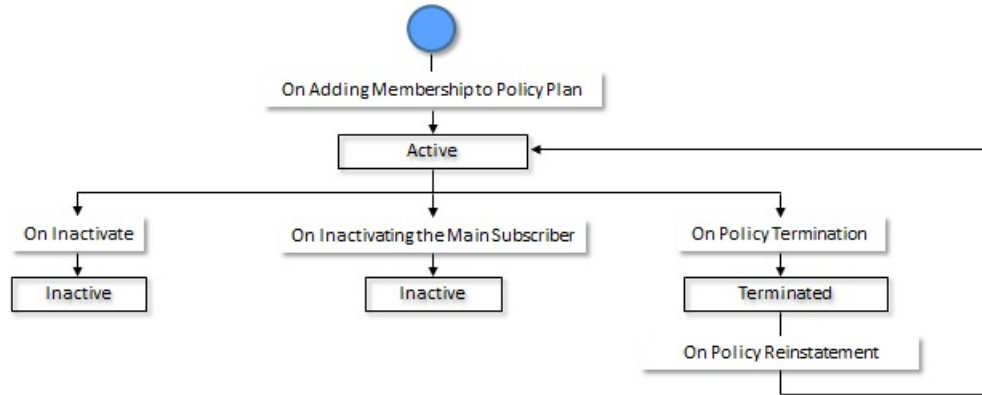 On Adding Membership to Policy Plan
Active
On Inactivate
On Inactivating the Main Subscriber
On Policy Termination
Inactive
Inactive
Terminated
On Policy Reinstatement